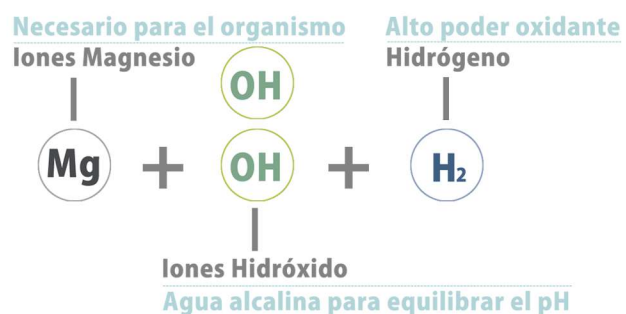 Necesario para el organismo
Iones Magnesio
Alto poder oxidante
Hidrógeno
OH
Mg + OH + H₂
Iones Hidróxido
Agua alcalina para equilibrar el pH